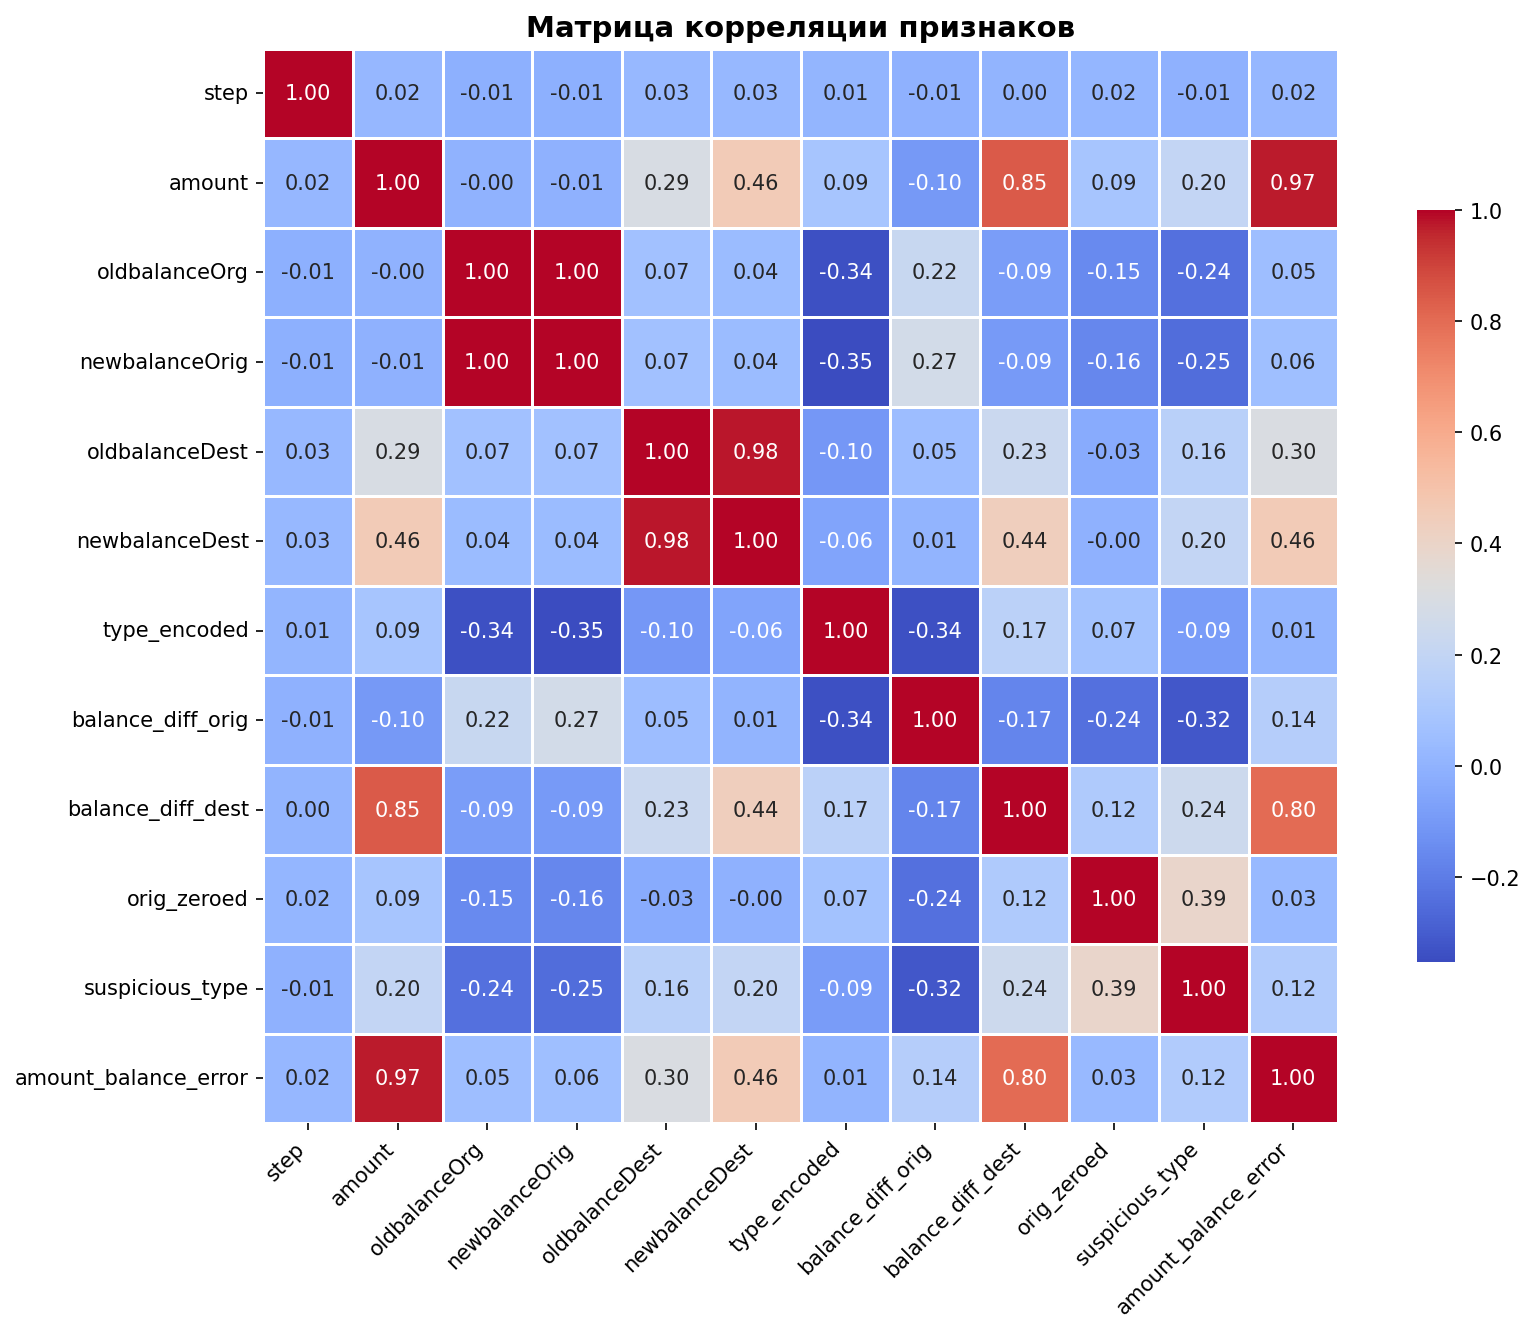 Матрица корреляции признаков
step 1.00 0.02 -0.01 -0.01 0.03 0.03 0.01 -0.01 0.00 0.02 -0.01 0.02
amount 0.02 1.00 -0.00 -0.01 0.29 0.46 0.09 -0.10 0.85 0.09 0.20 0.97
oldbalanceOrg -0.01 -0.00 1.00 1.00 0.07 0.04 -0.34 0.22 -0.09 -0.15 -0.24 0.05
newbalanceOrig -0.01 -0.01 1.00 1.00 0.07 0.04 -0.35 0.27 -0.09 -0.16 -0.25 0.06
oldbalanceDest 0.03 0.29 0.07 0.07 1.00 0.98 -0.10 0.05 0.23 -0.03 0.16 0.30
newbalanceDest 0.03 0.46 0.04 0.04 0.98 1.00 -0.06 0.01 0.44 -0.00 0.20 0.46
type_encoded 0.01 0.09 -0.34 -0.35 -0.10 -0.06 1.00 -0.34 0.17 0.07 -0.09 0.01
balance_diff_orig -0.01 -0.10 0.22 0.27 0.05 0.01 -0.34 1.00 -0.17 -0.24 -0.32 0.14
balance_diff_dest 0.00 0.85 -0.09 -0.09 0.23 0.44 0.17 -0.17 1.00 0.12 0.24 0.80
orig_zeroed 0.02 0.09 -0.15 -0.16 -0.03 -0.00 0.07 -0.24 0.12 1.00 0.39 0.03
suspicious_type -0.01 0.20 -0.24 -0.25 0.16 0.20 -0.09 -0.32 0.24 0.39 1.00 0.12
amount_balance_error 0.02 0.97 0.05 0.06 0.30 0.46 0.01 0.14 0.80 0.03 0.12 1.00
step
amount
oldbalanceOrg
newbalanceOrig
oldbalanceDest
newbalanceDest
type_encoded
balance_diff_orig
balance_diff_dest
orig_zeroed
suspicious_type
amount_balance_error
1.0
0.8
0.6
0.4
0.2
0.0
−0.2